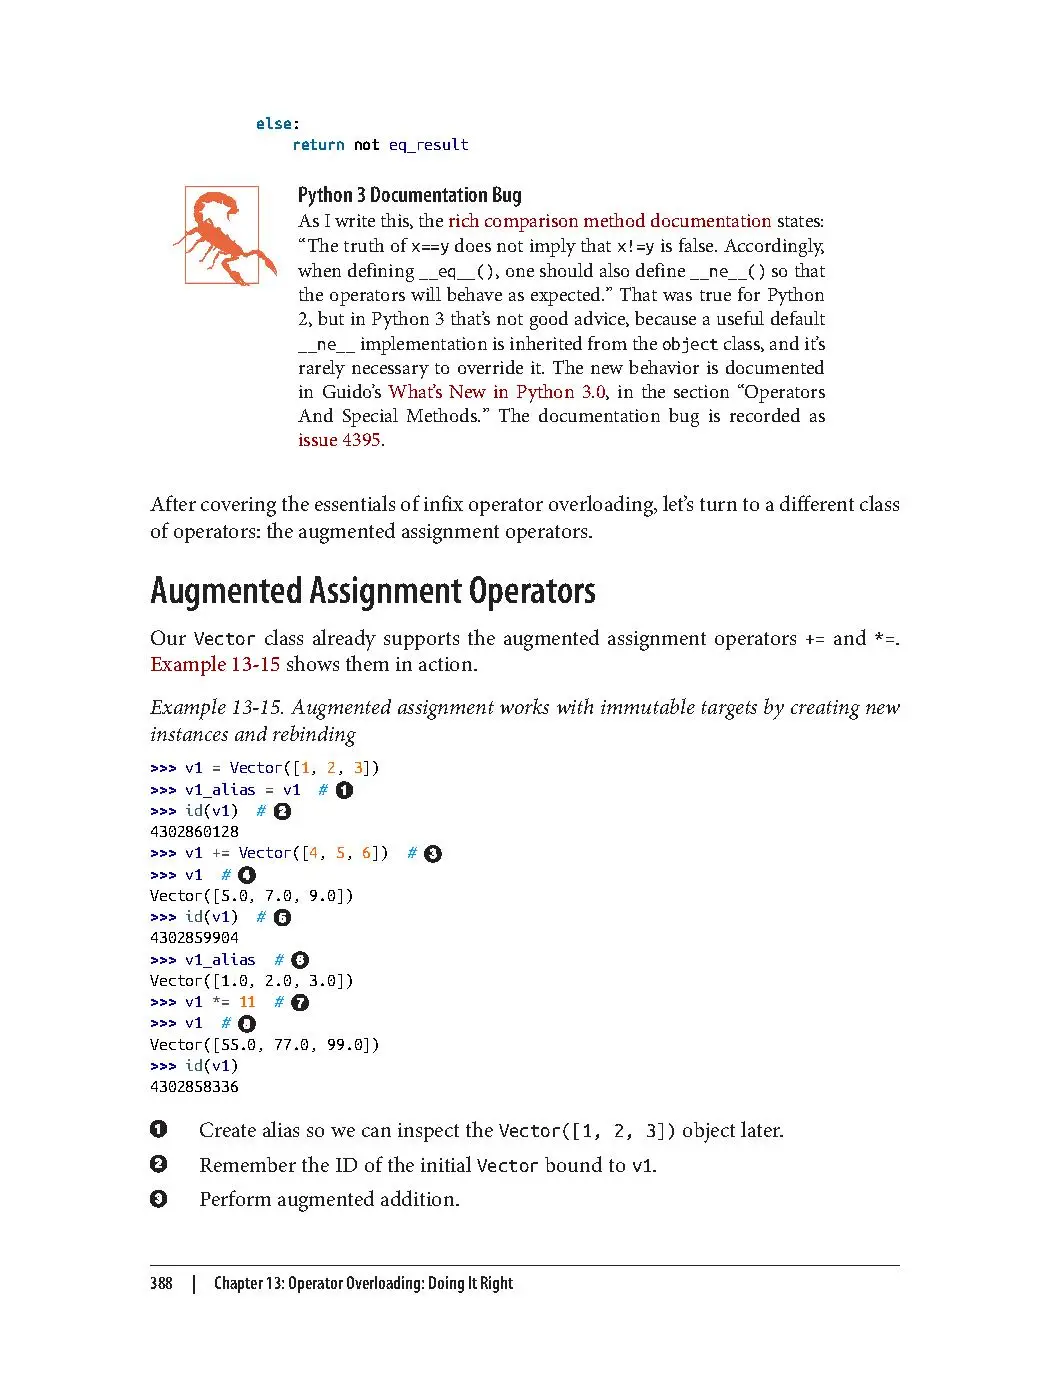 else:
return not eq_result
Python 3 Documentation Bug
As I write this, the rich comparison method documentation states:
“The truth of x==y does not imply that x!=y is false. Accordingly,
when defining __eq__(), one should also define __ne__() so that
the operators will behave as expected.” That was true for Python
2, but in Python 3 that’s not good advice, because a useful default
__ne__ implementation is inherited from the object class, and it’s
rarely necessary to override it. The new behavior is documented
in Guido’s What’s New in Python 3.0, in the section “Operators
And Special Methods.” The documentation bug is recorded as
issue 4395.
After covering the essentials of infix operator overloading, let’s turn to a different class
of operators: the augmented assignment operators.
Augmented Assignment Operators
Our Vector class already supports the augmented assignment operators += and *=.
Example 13-15 shows them in action.
Example 13-15. Augmented assignment works with immutable targets by creating new
instances and rebinding
>>> v1 = Vector([1, 2, 3])
>>> v1_alias = v1 # ❶
>>> id(v1) # ❷
4302860128
>>> v1 += Vector([4, 5, 6]) # ❸
>>> v1 # ❹
Vector([5.0, 7.0, 9.0])
>>> id(v1) # ❺
4302859904
>>> v1_alias # ❻
Vector([1.0, 2.0, 3.0])
>>> v1 *= 11 # ❼
>>> v1 # ❽
Vector([55.0, 77.0, 99.0])
>>> id(v1)
4302858336
❶ Create alias so we can inspect the Vector([1, 2, 3]) object later.
❷ Remember the ID of the initial Vector bound to v1.
❸ Perform augmented addition.
388 | Chapter 13: Operator Overloading: Doing It Right